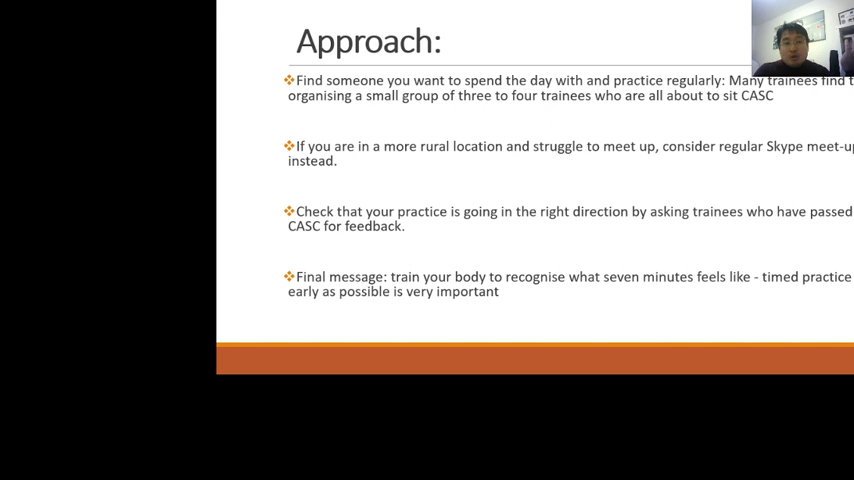 Approach:
Find someone you want to spend the day with and practice regularly: Many trainees find
organising a small group of three to four trainees who are all about to sit CASC
If you are in a more rural location and struggle to meet up, consider regular Skype
instead.
Check that your practice is going in the right direction by asking trainees who have passed
CASC for feedback.
Final message: train your body to recognise what seven minutes feels like - timed practice
early as possible is very important